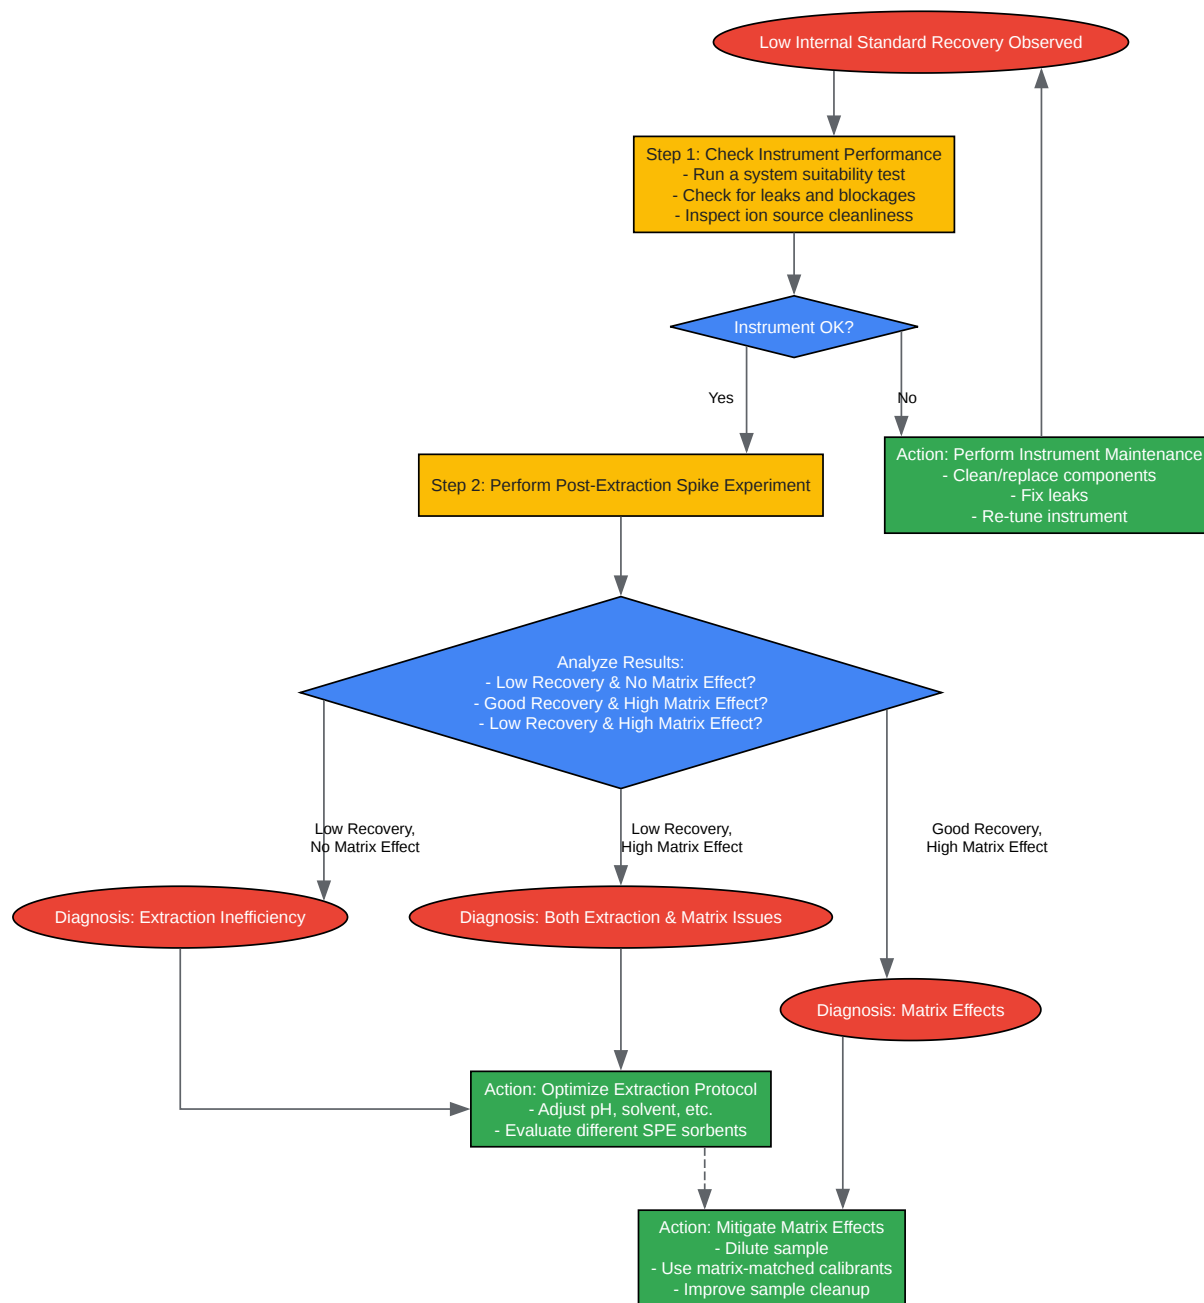 Low Internal Standard Recovery Observed
Step 1: Check Instrument Performance
- Run a system suitability test
- Check for leaks and blockages
- Inspect ion source cleanliness
Instrument OK?
Yes
No
Action: Perform Instrument Maintenance
- Clean/replace components
- Fix leaks
- Re-tune instrument
Step 2: Perform Post-Extraction Spike Experiment
Analyze Results:
- Low Recovery & No Matrix Effect?
- Good Recovery & High Matrix Effect?
- Low Recovery & High Matrix Effect?
Low Recovery,
No Matrix Effect
Low Recovery,
High Matrix Effect
Good Recovery,
High Matrix Effect
Diagnosis: Extraction Inefficiency
Diagnosis: Both Extraction & Matrix Issues
Diagnosis: Matrix Effects
Action: Optimize Extraction Protocol
- Adjust pH, solvent, etc.
- Evaluate different SPE sorbents
Action: Mitigate Matrix Effects
- Dilute sample
- Use matrix-matched calibrants
- Improve sample cleanup